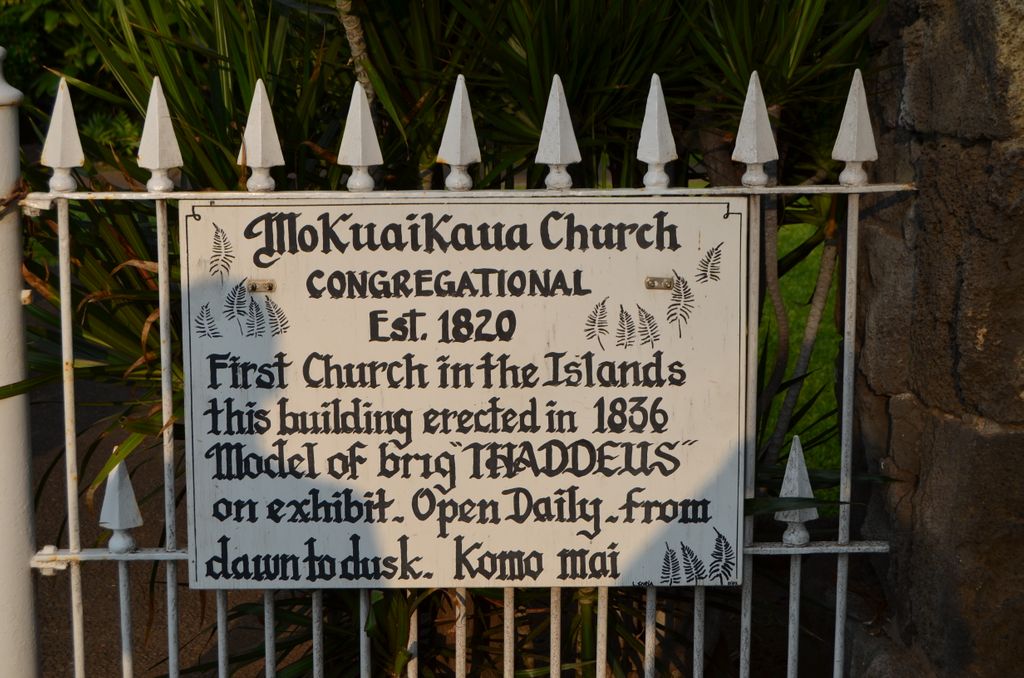 MoKuaiKaua Church
CONGREGATIONAL
Est. 1820
First Church in the Islands
this building erected in 1836
Model of brig "THADDEUS"
on exhibit. Open Daily. from
dawn to dusk. Komo mai